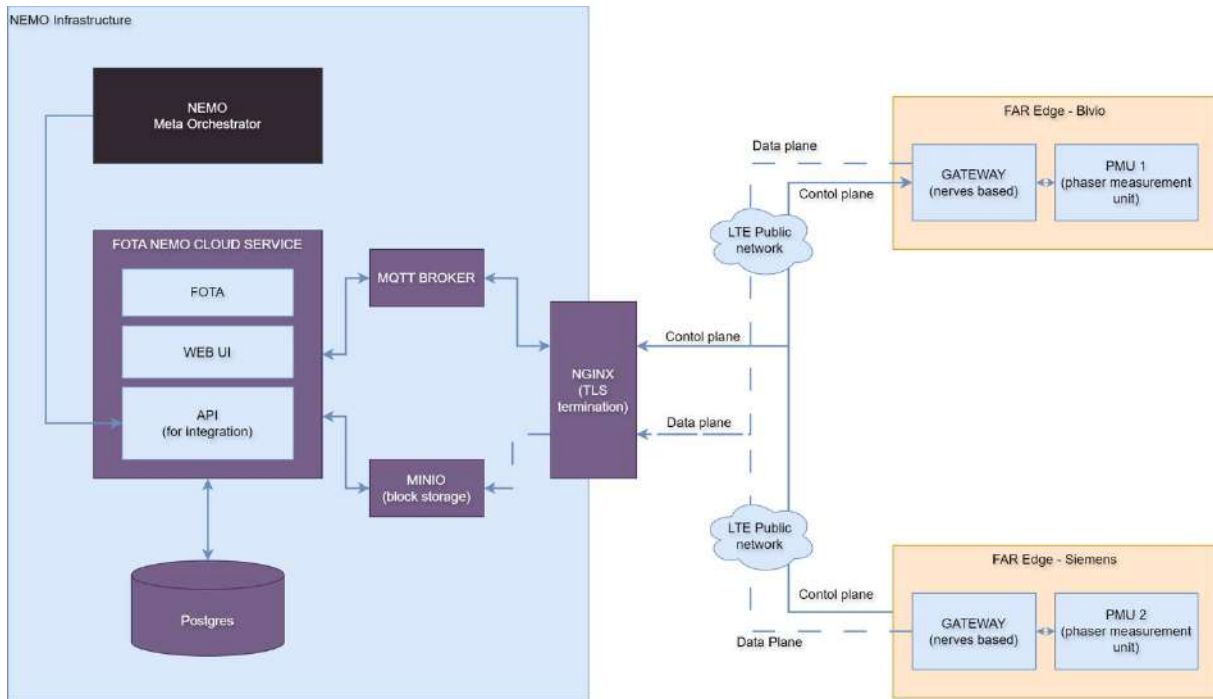 NEMO Infrastructure
NEMO
Meta Orchestrator
FOTA NEMO CLOUD SERVICE
FOTA
WEB UI
API
(for integration)
Postgres
MQTT BROKER
MINIO
(block storage)
NGINX
(TLS
termination)
Contol plane
Data plane
Data plane
Contol plane
LTE Public
network
LTE Public
network
Contol plane
Data Plane
FAR Edge - Bivio
GATEWAY
(nerves based)
PMU 1
(phaser measurement
unit)
FAR Edge - Siemens
GATEWAY
(nerves based)
PMU 2
(phaser measurement
unit)